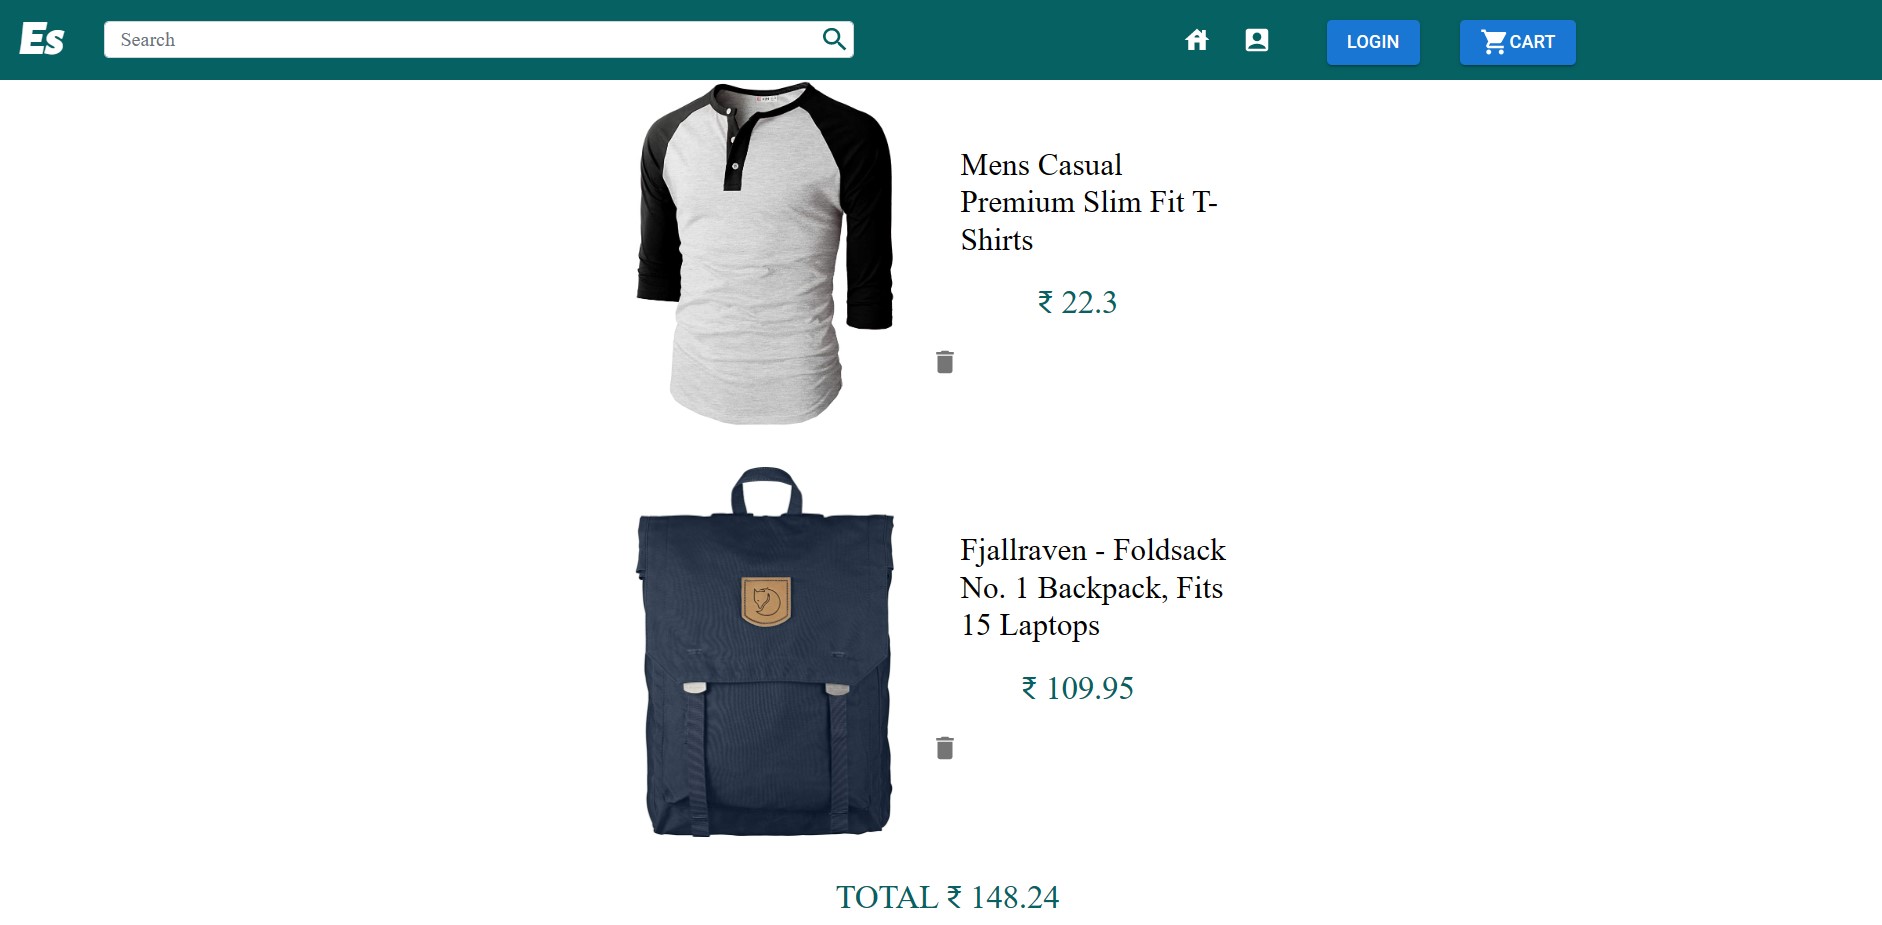 Es
Search
LOGIN
CART
Mens Casual
Premium Slim Fit T-
Shirts
₹ 22.3
Fjallraven - Foldsack
No. 1 Backpack, Fits
15 Laptops
₹ 109.95
TOTAL ₹ 148.24